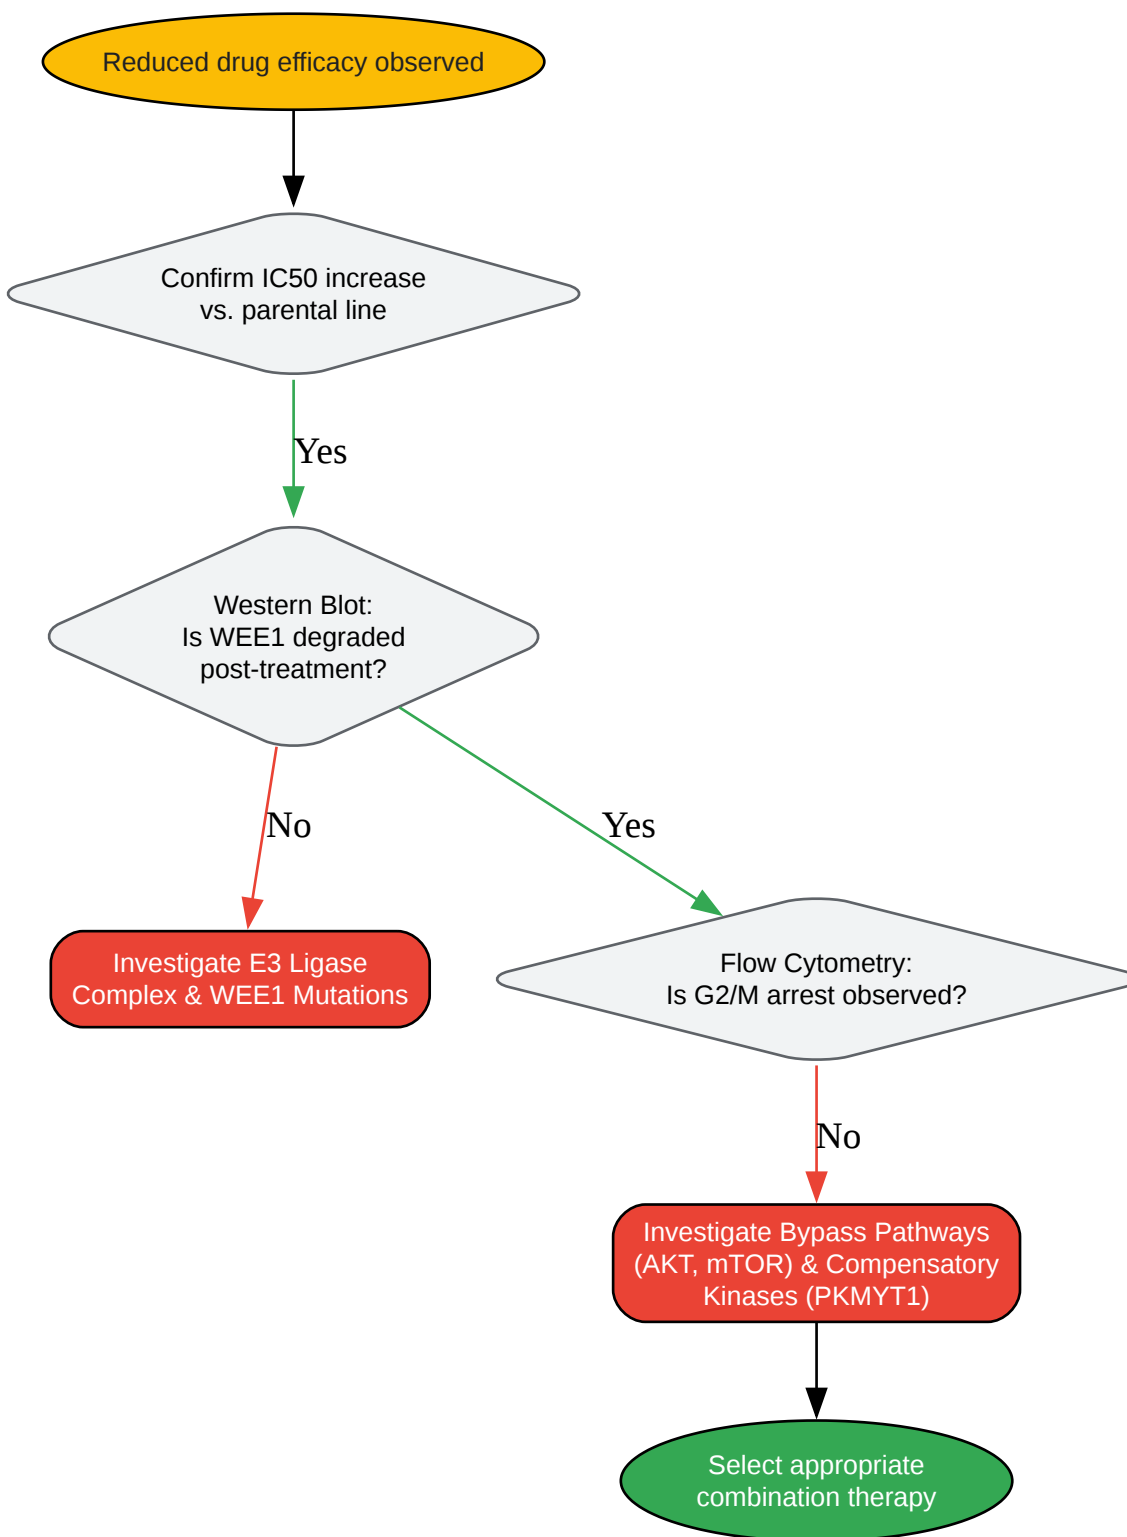 Reduced drug efficacy observed
Confirm IC50 increase
vs. parental line
Yes
Western Blot:
Is WEE1 degraded
post-treatment?
No
Yes
Investigate E3 Ligase
Complex & WEE1 Mutations
Flow Cytometry:
Is G2/M arrest observed?
No
Investigate Bypass Pathways
(AKT, mTOR) & Compensatory
Kinases (PKMYT1)
Select appropriate
combination therapy